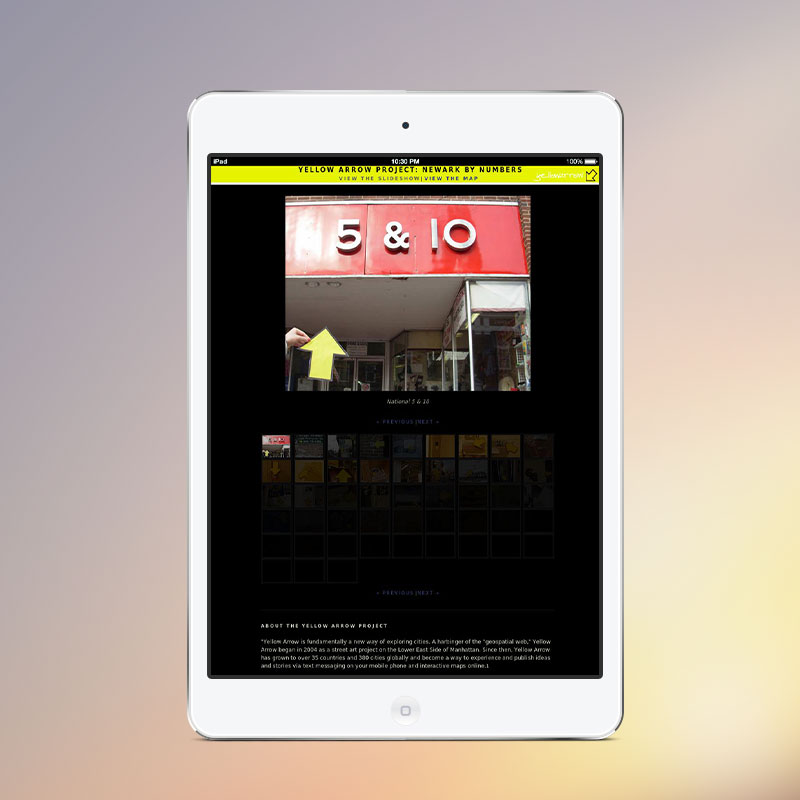 iPad 10:30 PM 100%
YELLOW ARROW PROJECT: NEWARK BY NUMBERS
VIEW THE SLIDESHOW|VIEW THE MAP
yellowarrow
5 & 10
National 5 & 10
« PREVIOUS |NEXT »
« PREVIOUS |NEXT »
ABOUT THE YELLOW ARROW PROJECT
"Yellow Arrow is fundamentally a new way of exploring cities. A harbinger of the "geospatial web," Yellow
Arrow began in 2004 as a street art project on the Lower East Side of Manhattan. Since then, Yellow Arrow
has grown to over 35 countries and 380 cities globally and become a way to experience and publish ideas
and stories via text messaging on your mobile phone and interactive maps online.1